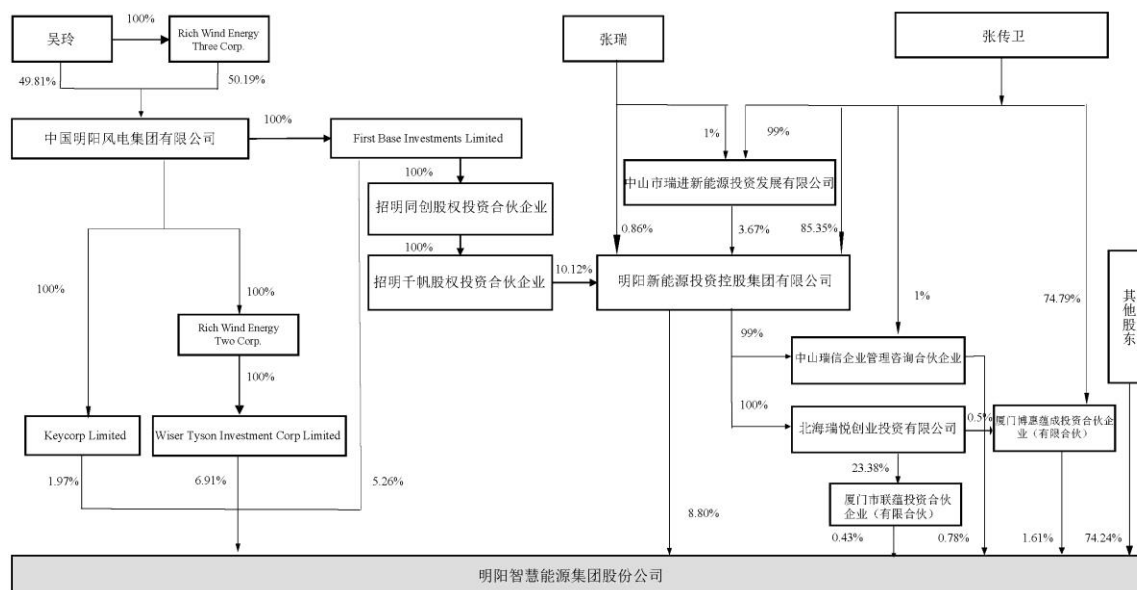 吴玲
100%
Rich Wind Energy
Three Corp.
张瑞
张传卫
49.81%
50.19%
中国明阳风电集团有限公司
100%
First Base Investments Limited
1%
99%
100%
中山市瑞进新能源投资发展有限公司
招明同创股权投资合伙企业
0.86%
3.67%
85.35%
100%
招明千帆股权投资合伙企业
10.12%
明阳新能源投资控股集团有限公司
100%
100%
1%
74.79%
其他股东
Rich Wind Energy
Two Corp.
99%
中山瑞信企业管理咨询合伙企业
100%
100%
Keycorp Limited
Wiser Tyson Investment Corp Limited
北海瑞悦创业投资有限公司
0.5%
厦门博惠蕴成投资合伙企
业（有限合伙）
1.97%
6.91%
5.26%
23.38%
厦门市联蕴投资合伙
企业（有限合伙）
8.80%
0.43%
0.78%
1.61%
74.24%
明阳智慧能源集团股份公司